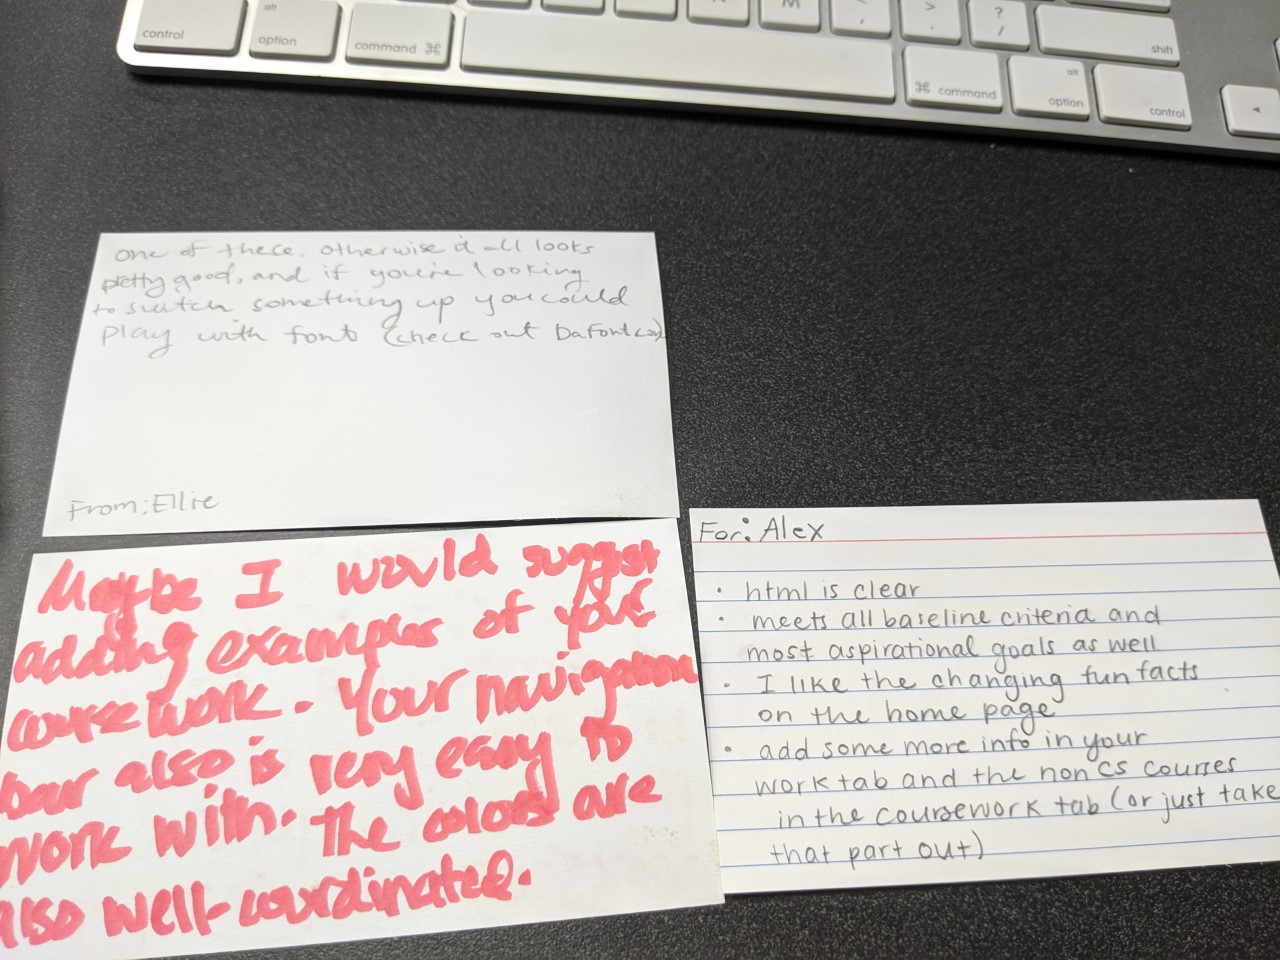 M
< ,
> .
? /
control
alt
option
command ⌘
shift
⌘ command
alt
option
control
◂
one of these. otherwise it all looks
pretty good, and if you're looking
to switch something up you could
play with font (check out DaFont.com)
From: Ellie
Maybe I would suggest
adding examples of your
course work. Your navigation
bar also is very easy to
work with. The colors are
also well-coordinated.
For: Alex
· html is clear
· meets all baseline criteria and
most aspirational goals as well
· I like the changing fun facts
on the home page
· add some more info in your
work tab and the non CS courses
in the coursework tab (or just take
that part out)